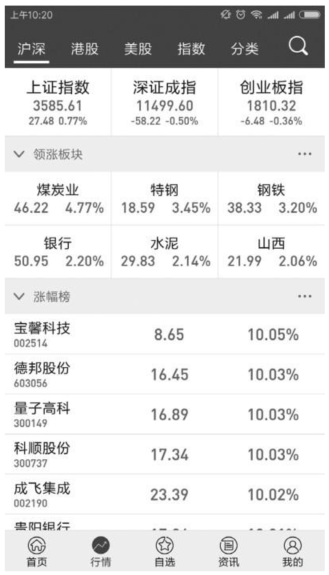 上午10:20
沪深 港股 美股 指数 分类
上证指数 深证成指 创业板指
3585.61 11499.60 1810.32
27.48 0.77% -58.22 -0.50% -6.48 -0.36%
领涨板块
煤炭业 特钢 钢铁
46.22 4.77% 18.59 3.45% 38.33 3.20%
银行 水泥 山西
50.95 2.20% 29.83 2.14% 21.99 2.06%
涨幅榜
宝馨科技 8.65 10.05%
002514
德邦股份 16.45 10.03%
603056
量子高科 16.89 10.03%
300149
科顺股份 17.34 10.03%
300737
成飞集成 23.39 10.02%
002190
贵阳银行
首页 行情 自选 资讯 我的